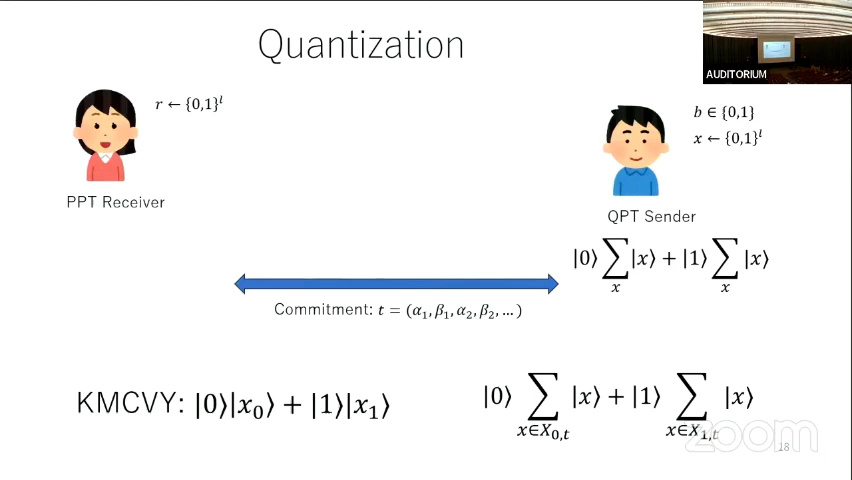 Quantization
AUDITORIUM
r ← {0,1}^l
b ∈ {0,1}
x ← {0,1}^l
PPT Receiver
QPT Sender
|0⟩ ∑_x |x⟩ + |1⟩ ∑_x |x⟩
Commitment: t = (α₁, β₁, α₂, β₂, … )
KMCVY: |0⟩|x₀⟩ + |1⟩|x₁⟩
|0⟩ ∑_{x∈X_{0,t}} |x⟩ + |1⟩ ∑_{x∈X_{1,t}} |x⟩
zoom
18